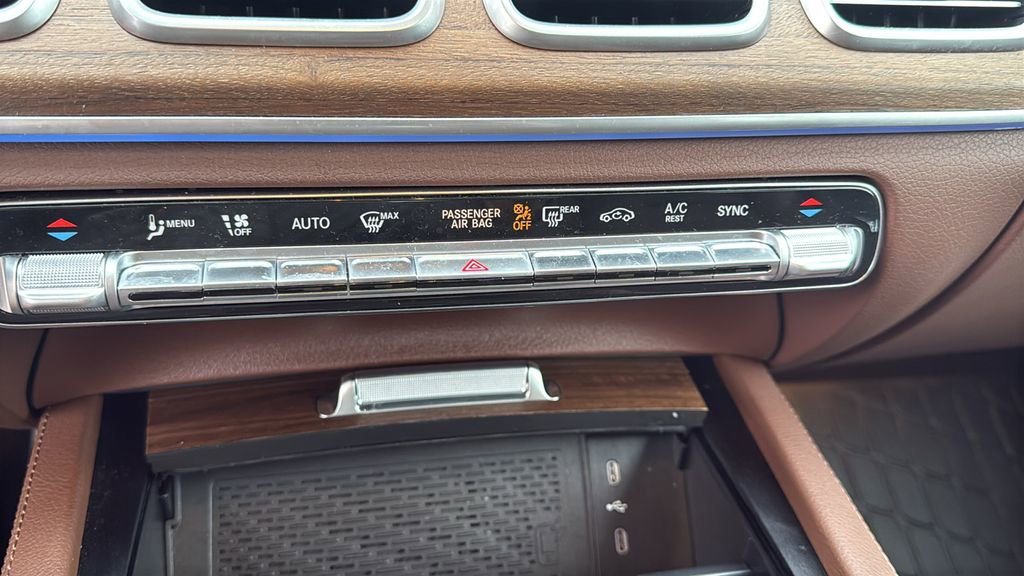 MENU
OFF
AUTO
MAX
PASSENGER
AIR BAG
OFF
REAR
A/C
REST
SYNC